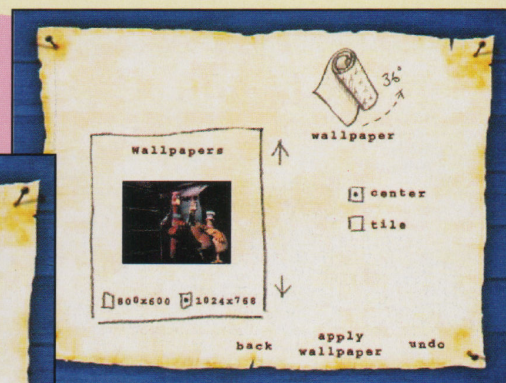 36°
wallpaper
Wallpapers
center
tile
800x600 1024x768
back apply wallpaper undo